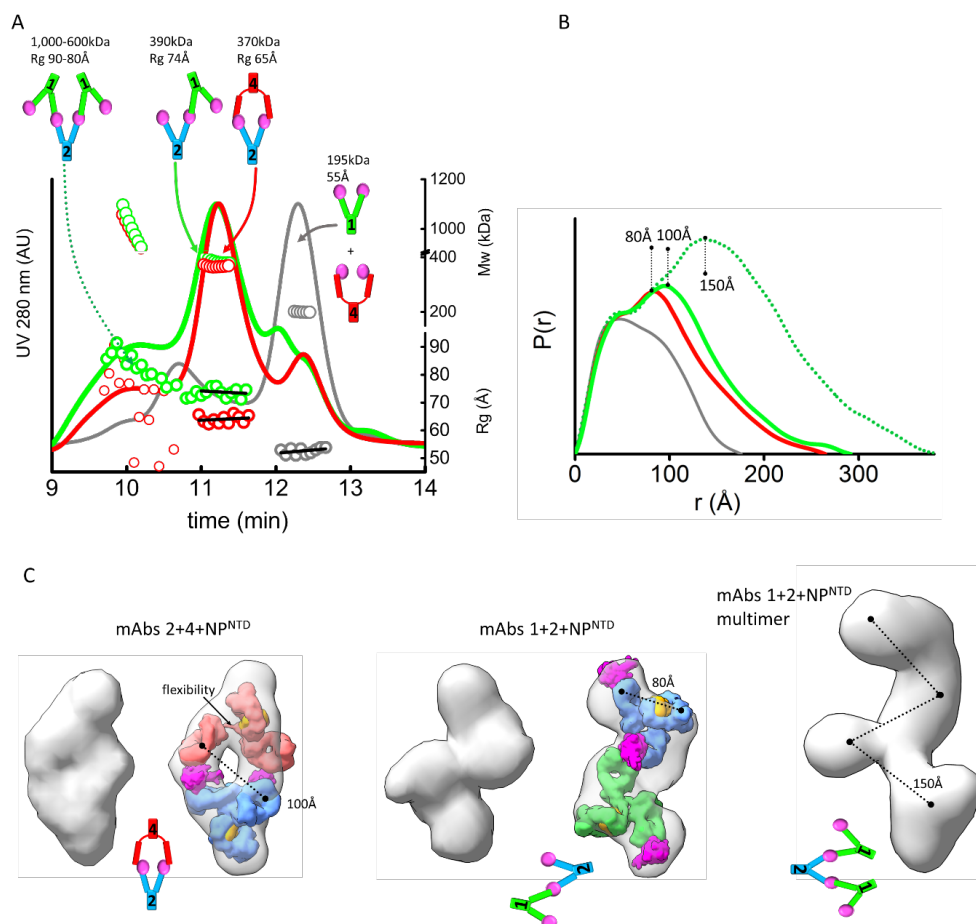 A
1,000-600kDa
Rg 90-80Å
390kDa
Rg 74Å
370kDa
Rg 65Å
1
1
2
1
2
4
2
195kDa
55Å
1
+
4
UV 280 nm (AU)
1200
1000
400
200
90
80
70
60
50
Mw (kDa)
Rg (Å)
9
10
11
12
13
14
time (min)
B
P(r)
80Å
100Å
150Å
0
100
200
300
r (Å)
C
mAbs 2+4+NPNTD
flexibility
100Å
4
2
mAbs 1+2+NPNTD
80Å
2
1
mAbs 1+2+NPNTD
multimer
150Å
2
1
1